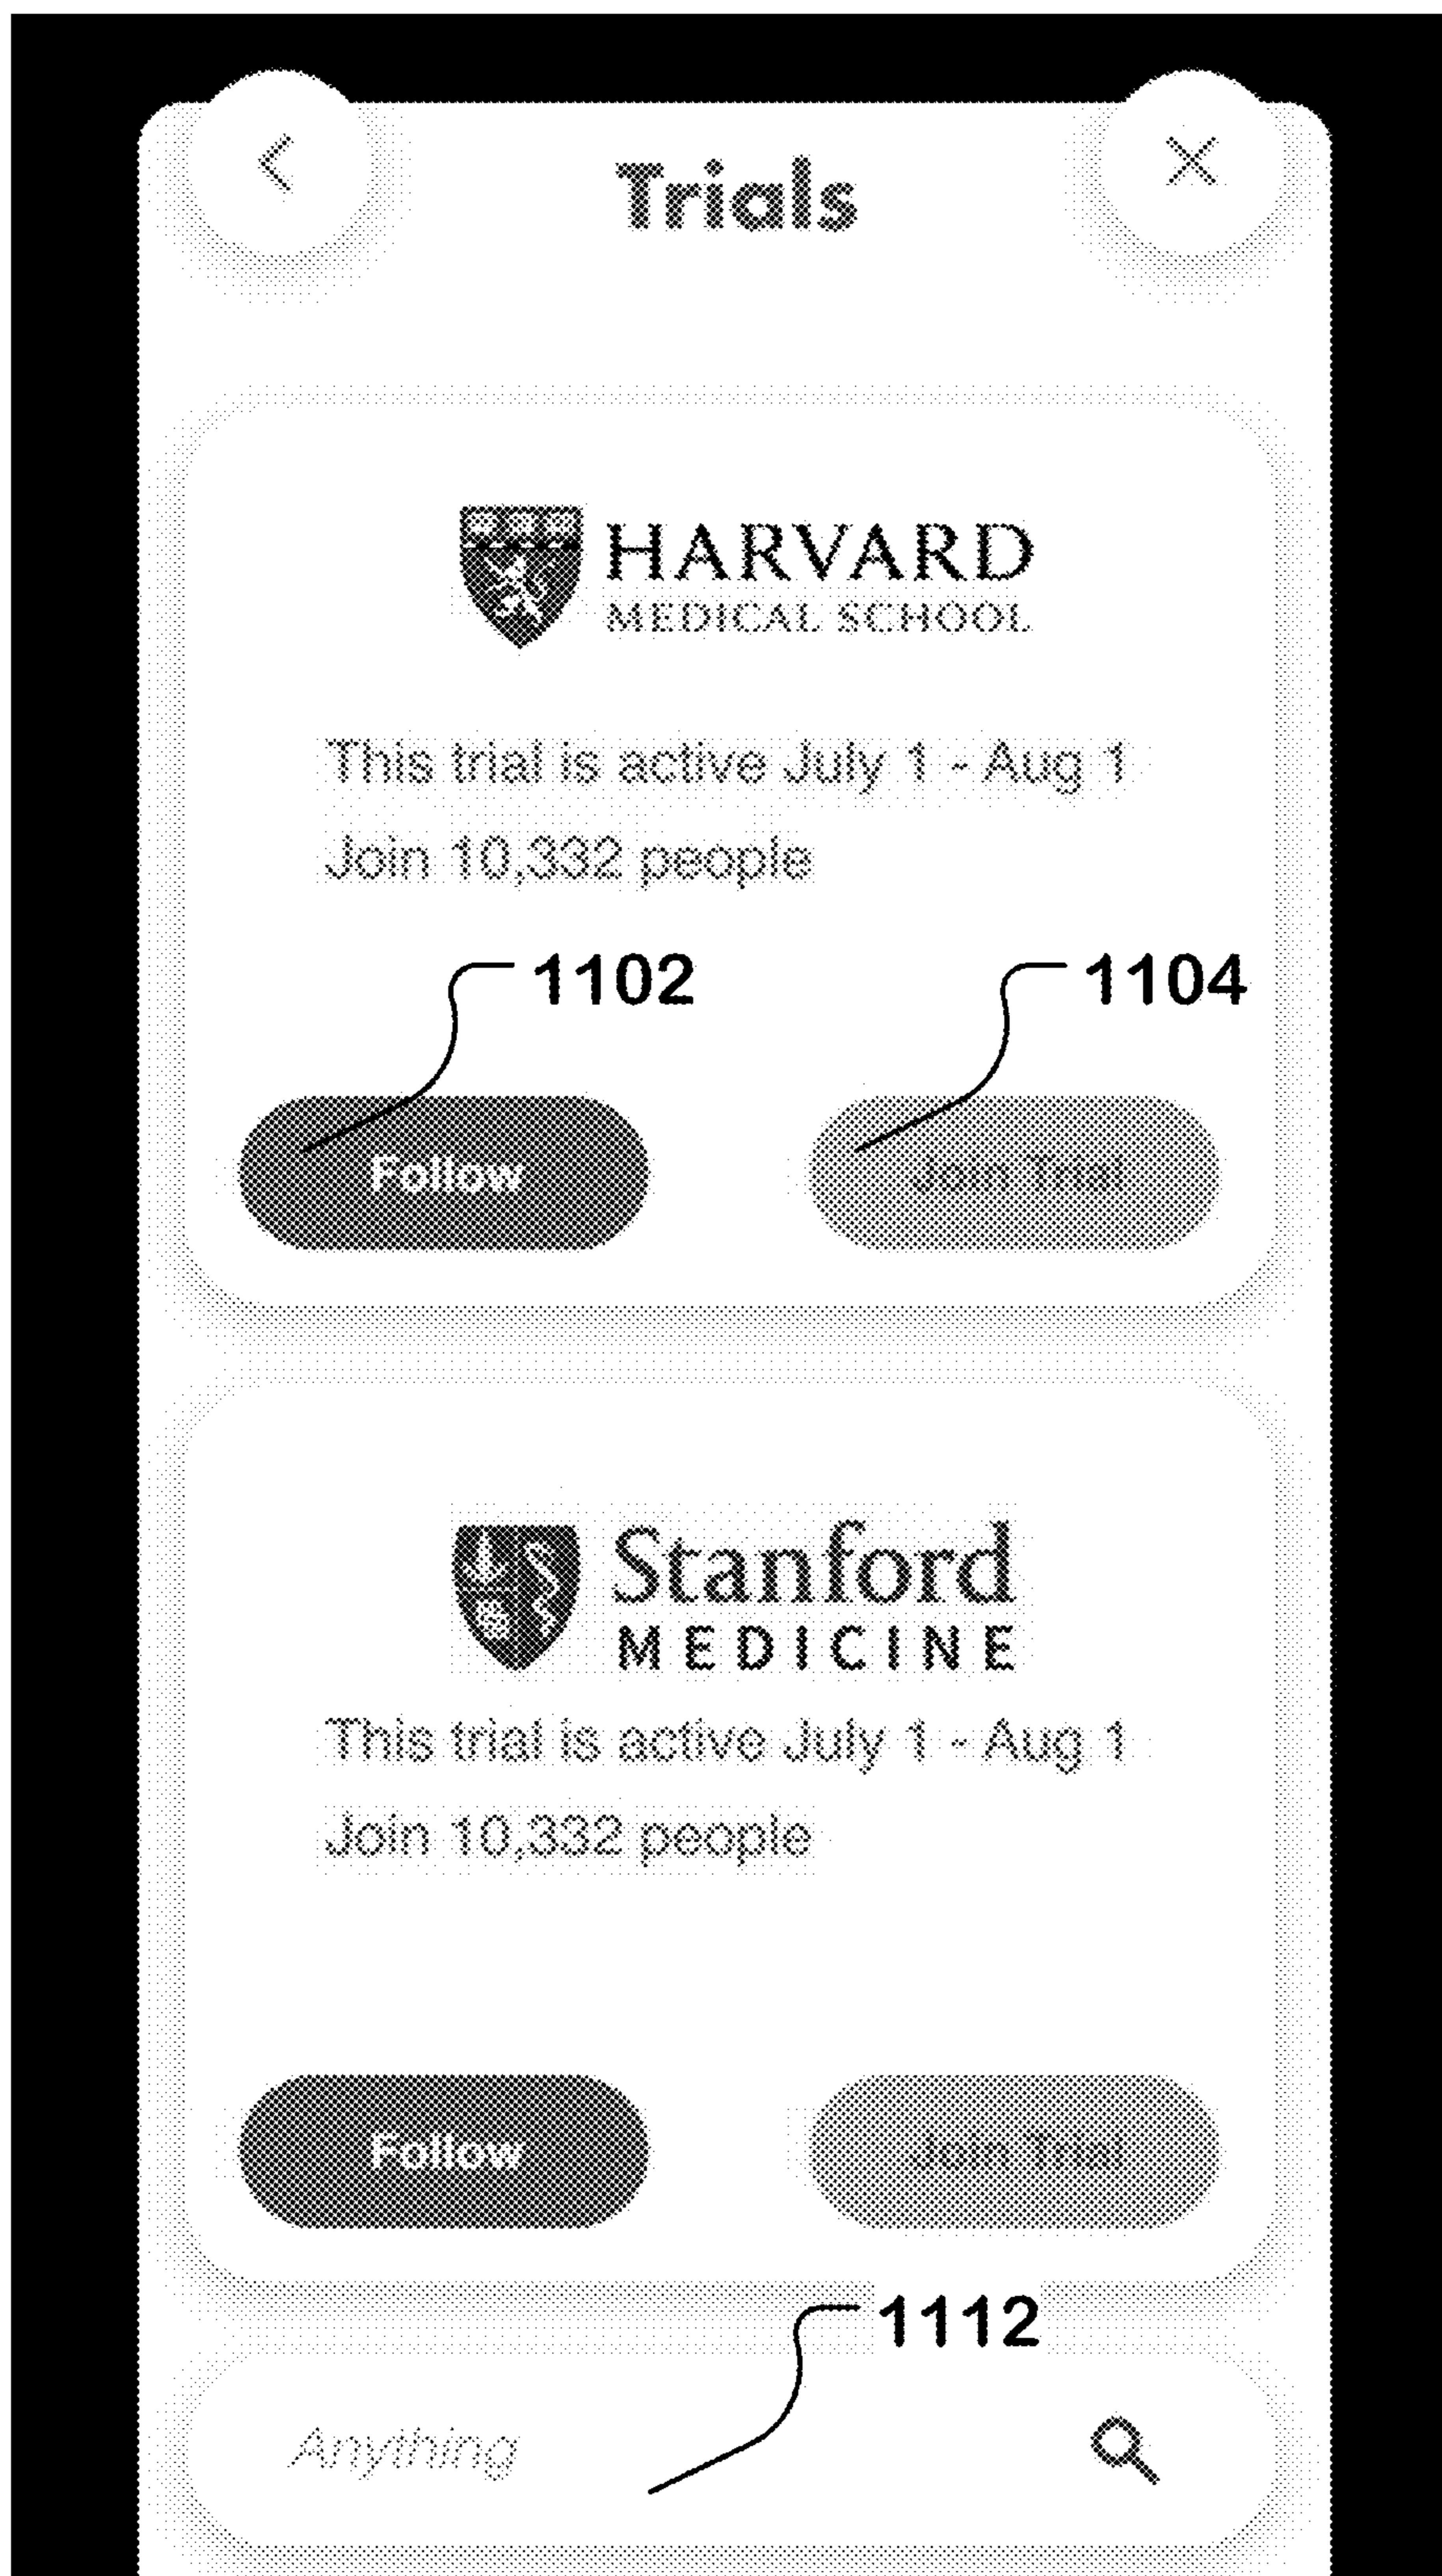 Trials
HARVARD
MEDICAL SCHOOL
This trial is active July 1 - Aug 1
Join 10,332 people
1102
1104
Follow
Join Trial
Stanford
MEDICINE
This trial is active July 1 - Aug 1
Join 10,332 people
Follow
Join Trial
1112
Anything